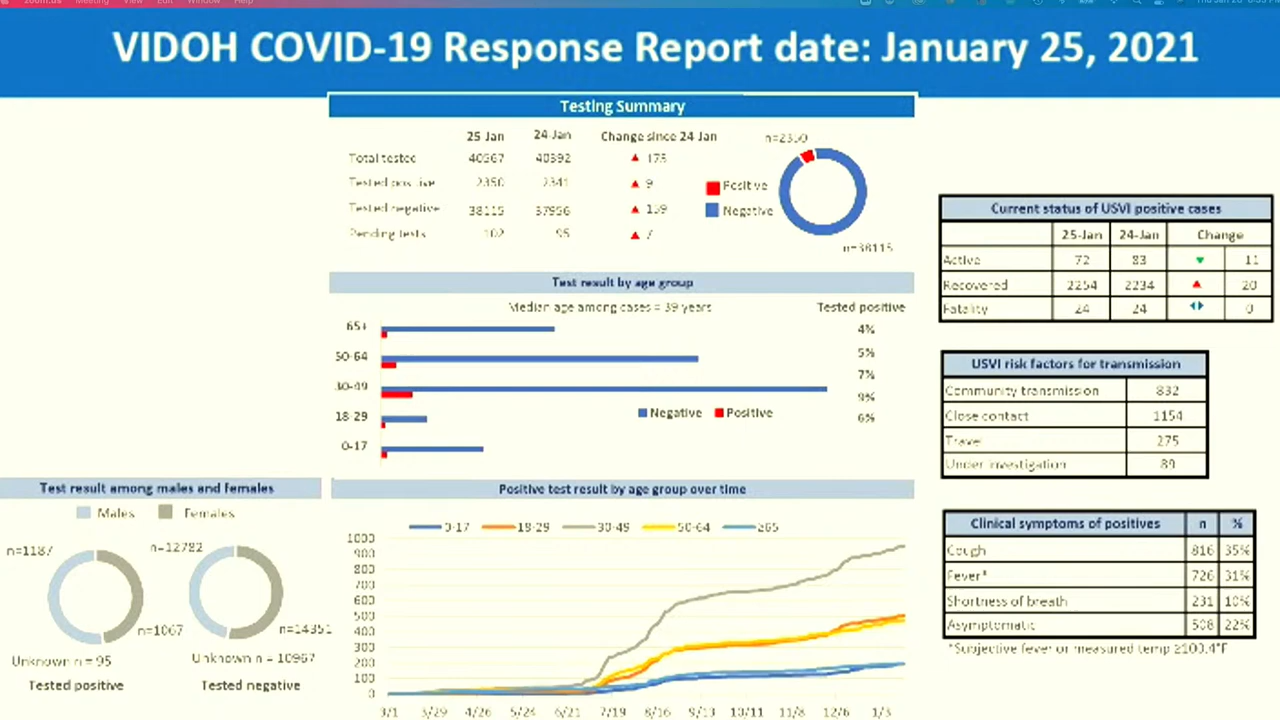 zoom.us Meeting View Edit Window Help
VIDOH COVID-19 Response Report date: January 25, 2021
Testing Summary
25 Jan 24-Jan Change since 24 Jan
Total tested 40567 40392 ▲ 175
Tested positive 2350 2341 ▲ 9
Tested negative 38115 37956 ▲ 159
Pending tests 102 95 ▲ 7
Positive
Negative
n=2350
n=38115
Test result by age group
Median age among cases = 39 years Tested positive
65+ 4%
50-64 5%
30-49 7%
18-29 9%
0-17 6%
Negative Positive
Test result among males and females
Males Females
n=1187 n=12782
n=1067 n=14351
Unknown n = 95 Unknown n = 10967
Tested positive Tested negative
Positive test result by age group over time
0-17 18-29 30-49 50-64 ≥65
1000
900
800
700
600
500
400
300
200
100
0
3/1 3/29 4/26 5/24 6/21 7/19 8/16 9/13 10/11 11/8 12/6 1/3
Current status of USVI positive cases
25-Jan 24-Jan Change
Active 72 83 ▼ 11
Recovered 2254 2234 ▲ 20
Fatality 24 24 0
USVI risk factors for transmission
Community transmission 832
Close contact 1154
Travel 275
Under investigation 89
Clinical symptoms of positives n %
Cough 816 35%
Fever* 726 31%
Shortness of breath 231 10%
Asymptomatic 508 22%
*Subjective fever or measured temp ≥100.4°F